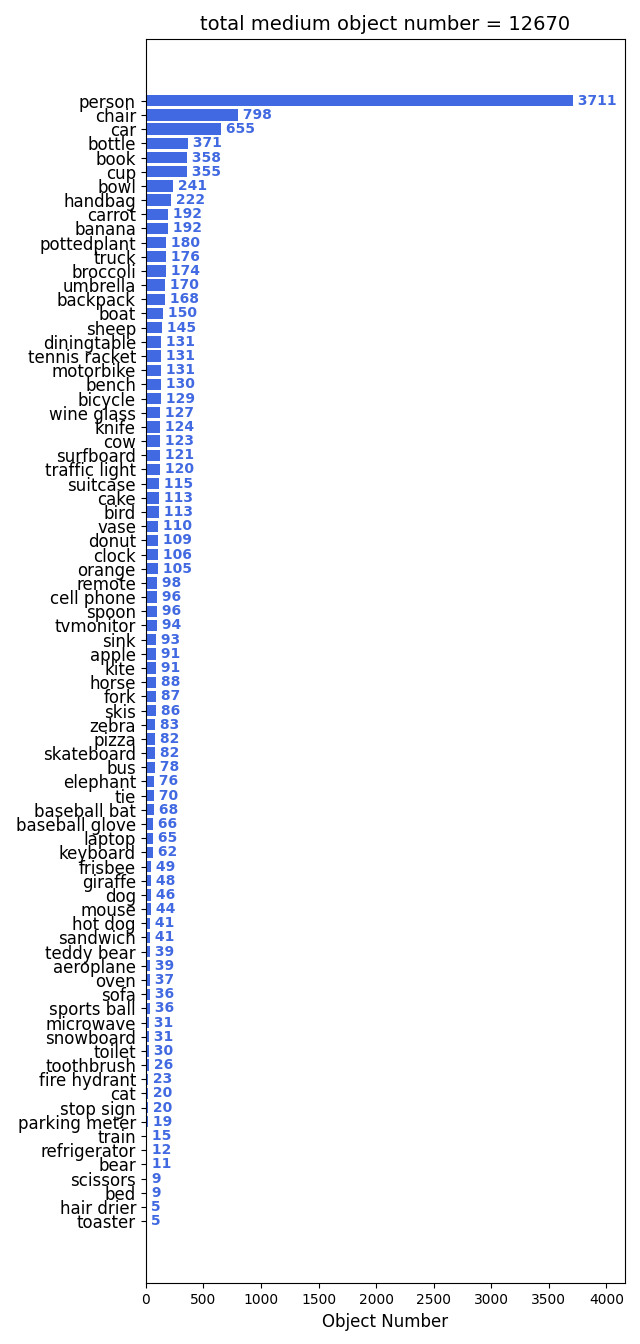 total medium object number = 12670
person 3711
chair 798
car 655
bottle 371
book 358
cup 355
bowl 241
handbag 222
carrot 192
banana 192
pottedplant 180
truck 176
broccoli 174
umbrella 170
backpack 168
boat 150
sheep 145
diningtable 131
tennis racket 131
motorbike 131
bench 130
bicycle 129
wine glass 127
knife 124
cow 123
surfboard 121
traffic light 120
suitcase 115
cake 113
bird 113
vase 110
donut 109
clock 106
orange 105
remote 98
cell phone 96
spoon 96
tvmonitor 94
sink 93
apple 91
kite 91
horse 88
fork 87
skis 86
zebra 83
pizza 82
skateboard 82
bus 78
elephant 76
tie 70
baseball bat 68
baseball glove 66
laptop 65
keyboard 62
frisbee 49
giraffe 48
dog 46
mouse 44
hot dog 41
sandwich 41
teddy bear 39
aeroplane 39
oven 37
sofa 36
sports ball 36
microwave 31
snowboard 31
toilet 30
toothbrush 26
fire hydrant 23
cat 20
stop sign 20
parking meter 19
train 15
refrigerator 12
bear 11
scissors 9
bed 9
hair drier 5
toaster 5
0 500 1000 1500 2000 2500 3000 3500 4000
Object Number